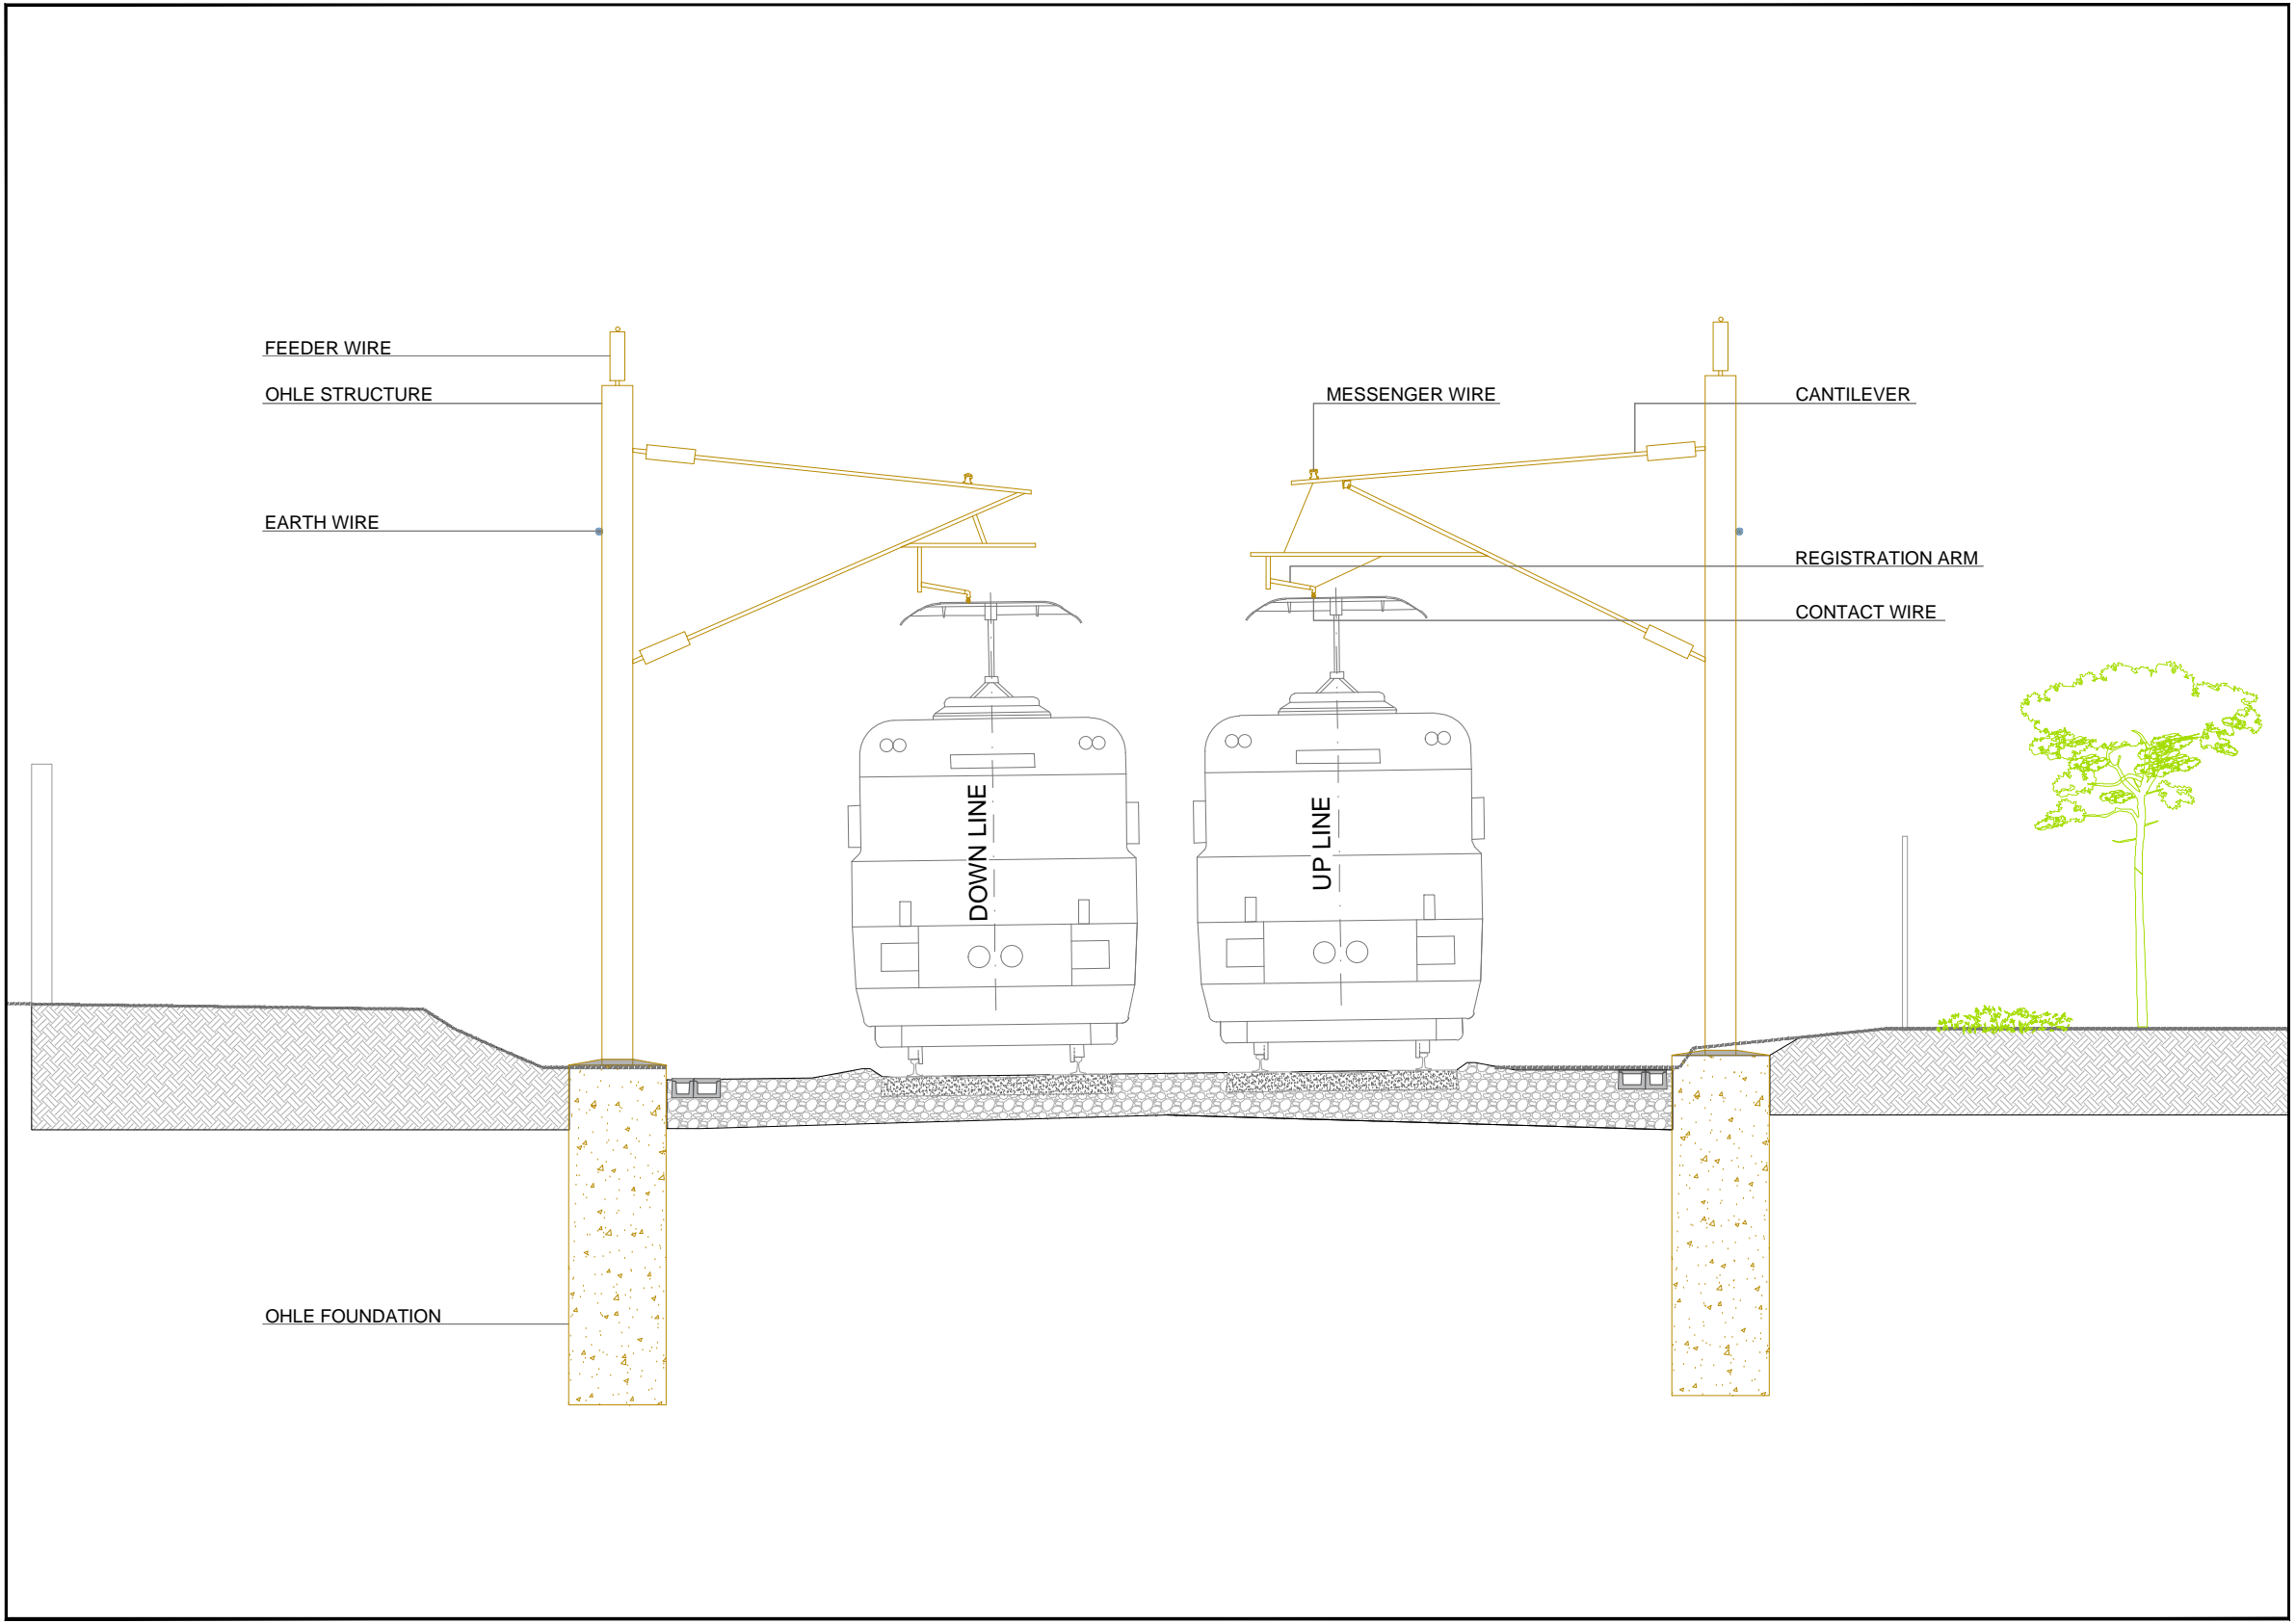 FEEDER WIRE
OHLE STRUCTURE
MESSENGER WIRE
CANTILEVER
EARTH WIRE
REGISTRATION ARM
CONTACT WIRE
DOWN LINE
UP LINE
OHLE FOUNDATION